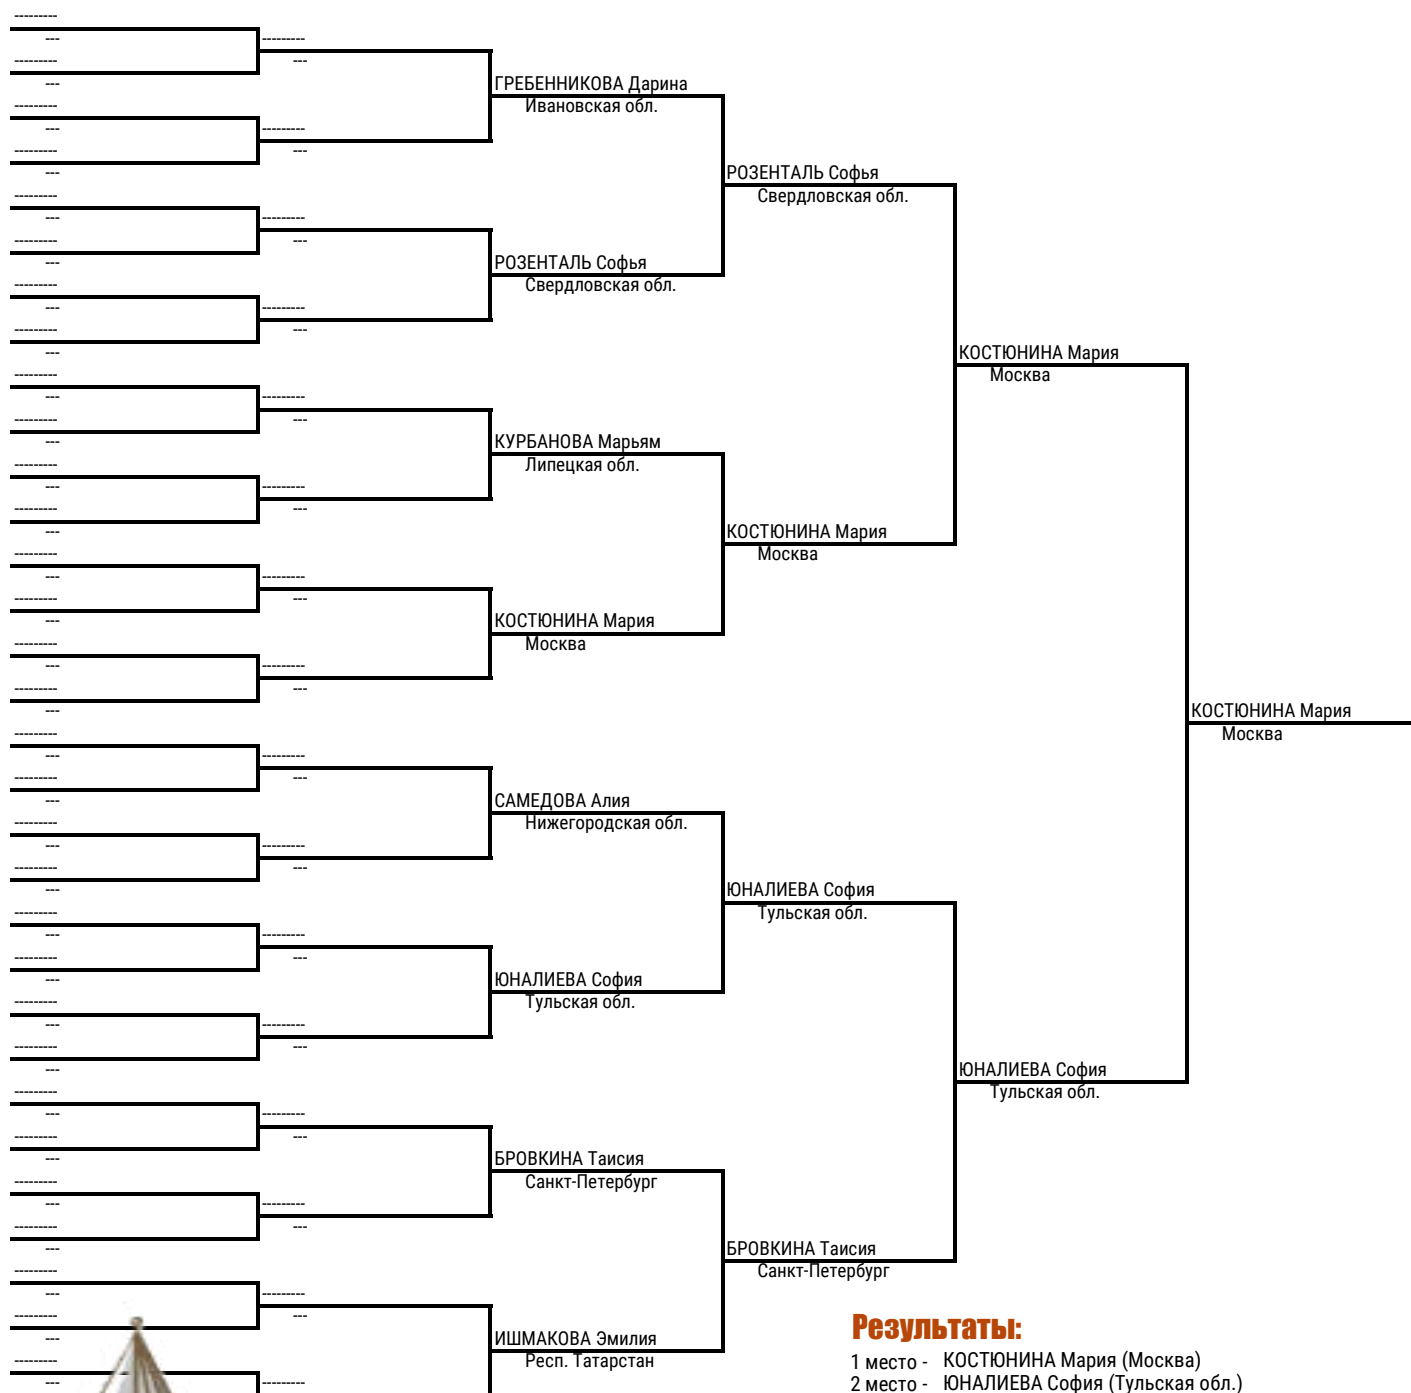 ГРЕБЕННИКОВА Дарина
Ивановская обл.
РОЗЕНТАЛЬ Софья
Свердловская обл.
РОЗЕНТАЛЬ Софья
Свердловская обл.
КОСТЮНИНА Мария
Москва
КУРБАНОВА Марьям
Липецкая обл.
КОСТЮНИНА Мария
Москва
КОСТЮНИНА Мария
Москва
КОСТЮНИНА Мария
Москва
САМЕДОВА Алия
Нижегородская обл.
ЮНАЛИЕВА София
Тульская обл.
ЮНАЛИЕВА София
Тульская обл.
ЮНАЛИЕВА София
Тульская обл.
БРОВКИНА Таисия
Санкт-Петербург
БРОВКИНА Таисия
Санкт-Петербург
ИШМАКОВА Эмилия
Респ. Татарстан
Результаты:
1 место - КОСТЮНИНА Мария (Москва)
2 место - ЮНАЛИЕВА София (Тульская обл.)